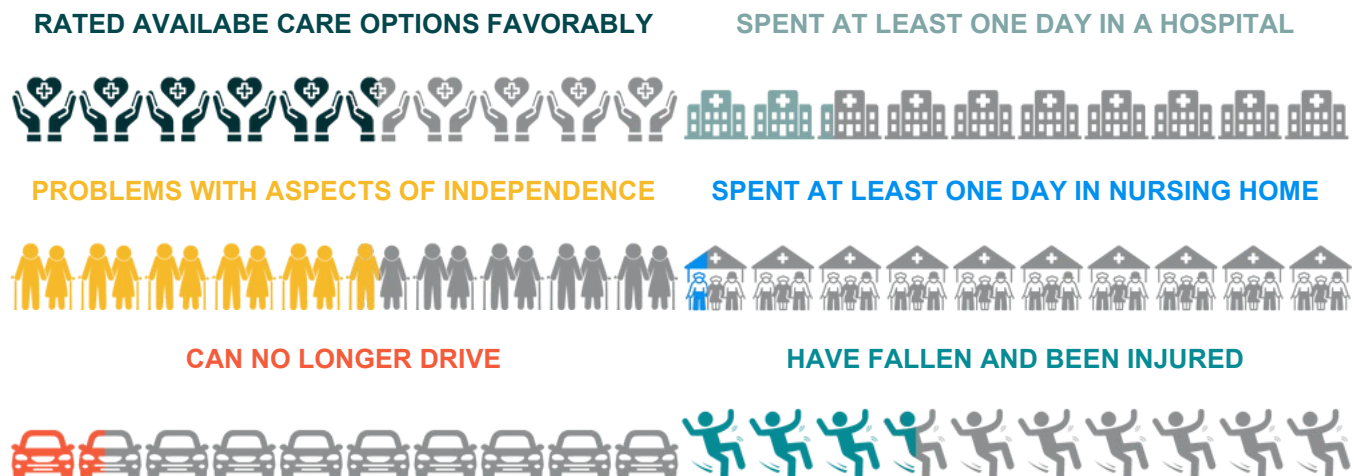 RATED AVAILABE CARE OPTIONS FAVORABLY
SPENT AT LEAST ONE DAY IN A HOSPITAL
PROBLEMS WITH ASPECTS OF INDEPENDENCE
SPENT AT LEAST ONE DAY IN NURSING HOME
CAN NO LONGER DRIVE
HAVE FALLEN AND BEEN INJURED